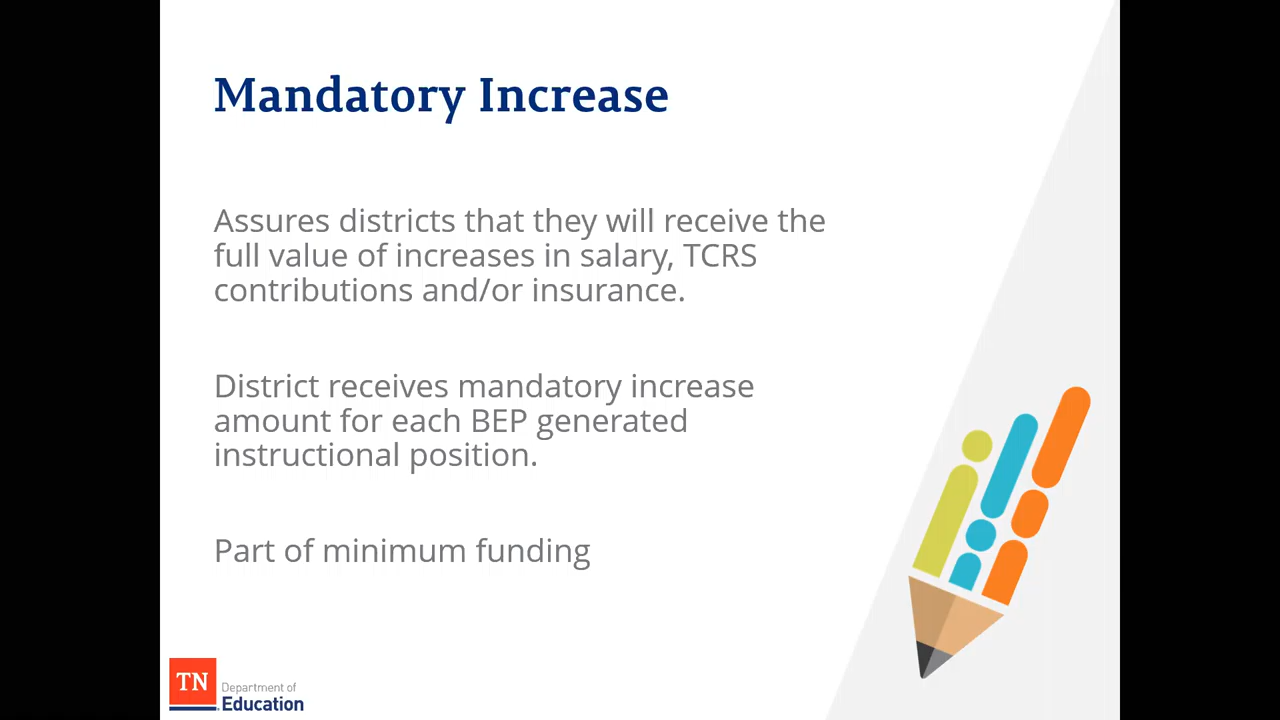 Mandatory Increase
Assures districts that they will receive the
full value of increases in salary, TCRS
contributions and/or insurance.
District receives mandatory increase
amount for each BEP generated
instructional position.
Part of minimum funding
TN
Department of
Education